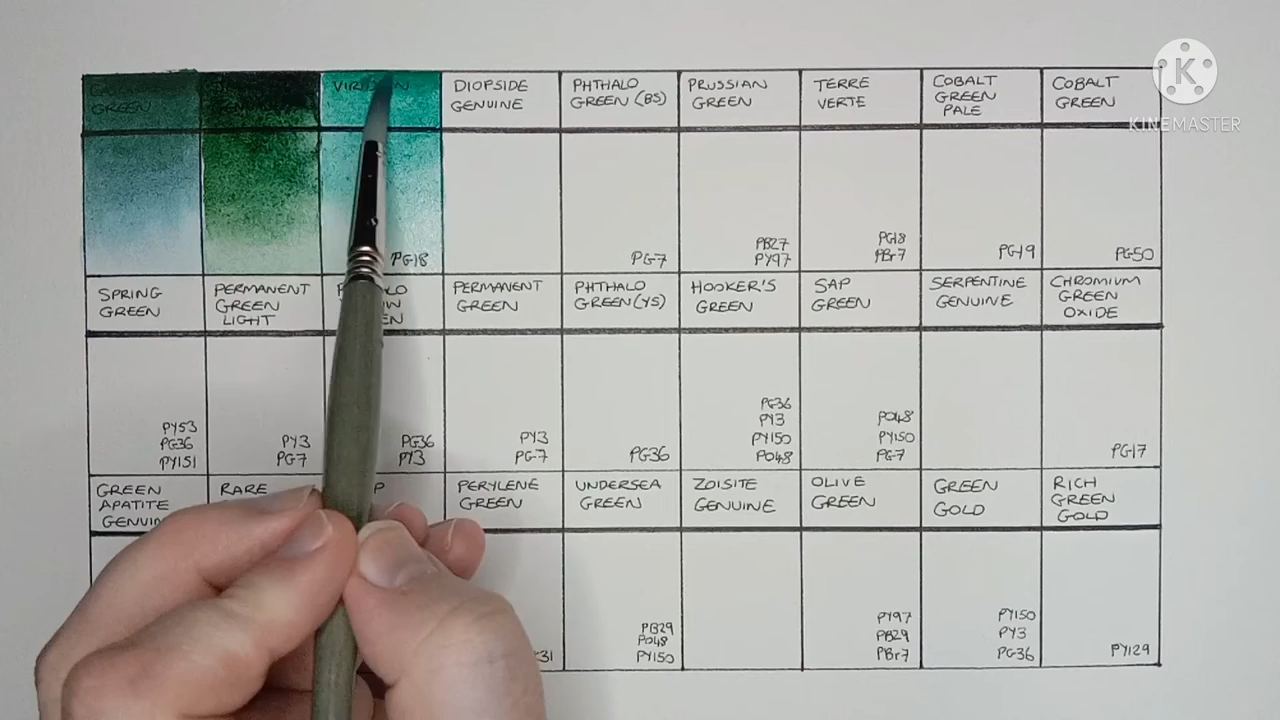 GREEN
VIRIDIAN
DIOPSIDE
GENUINE
PHTHALO
GREEN (BS)
PRUSSIAN
GREEN
TERRE
VERTE
COBALT
GREEN
PALE
COBALT
GREEN
K
KINEMASTER
PG18
PG7
PB27
PY97
PG18
PBr7
PG19
PG50
SPRING
GREEN
PERMANENT
GREEN
LIGHT
PERMANENT
GREEN
PHTHALO
GREEN (YS)
HOOKER'S
GREEN
SAP
GREEN
SERPENTINE
GENUINE
CHROMIUM
GREEN
OXIDE
PY53
PG36
PY151
PY3
PG7
PG36
PY3
PY3
PG7
PG36
PG36
PY3
PY150
PO48
PO48
PY150
PG7
PG17
GREEN
APATITE
GENUIN
RARE
PERYLENE
GREEN
UNDERSEA
GREEN
ZOISITE
GENUINE
OLIVE
GREEN
GREEN
GOLD
RICH
GREEN
GOLD
31
PB29
PO48
PY150
PY97
PB29
PBr7
PY150
PY3
PG36
PY129